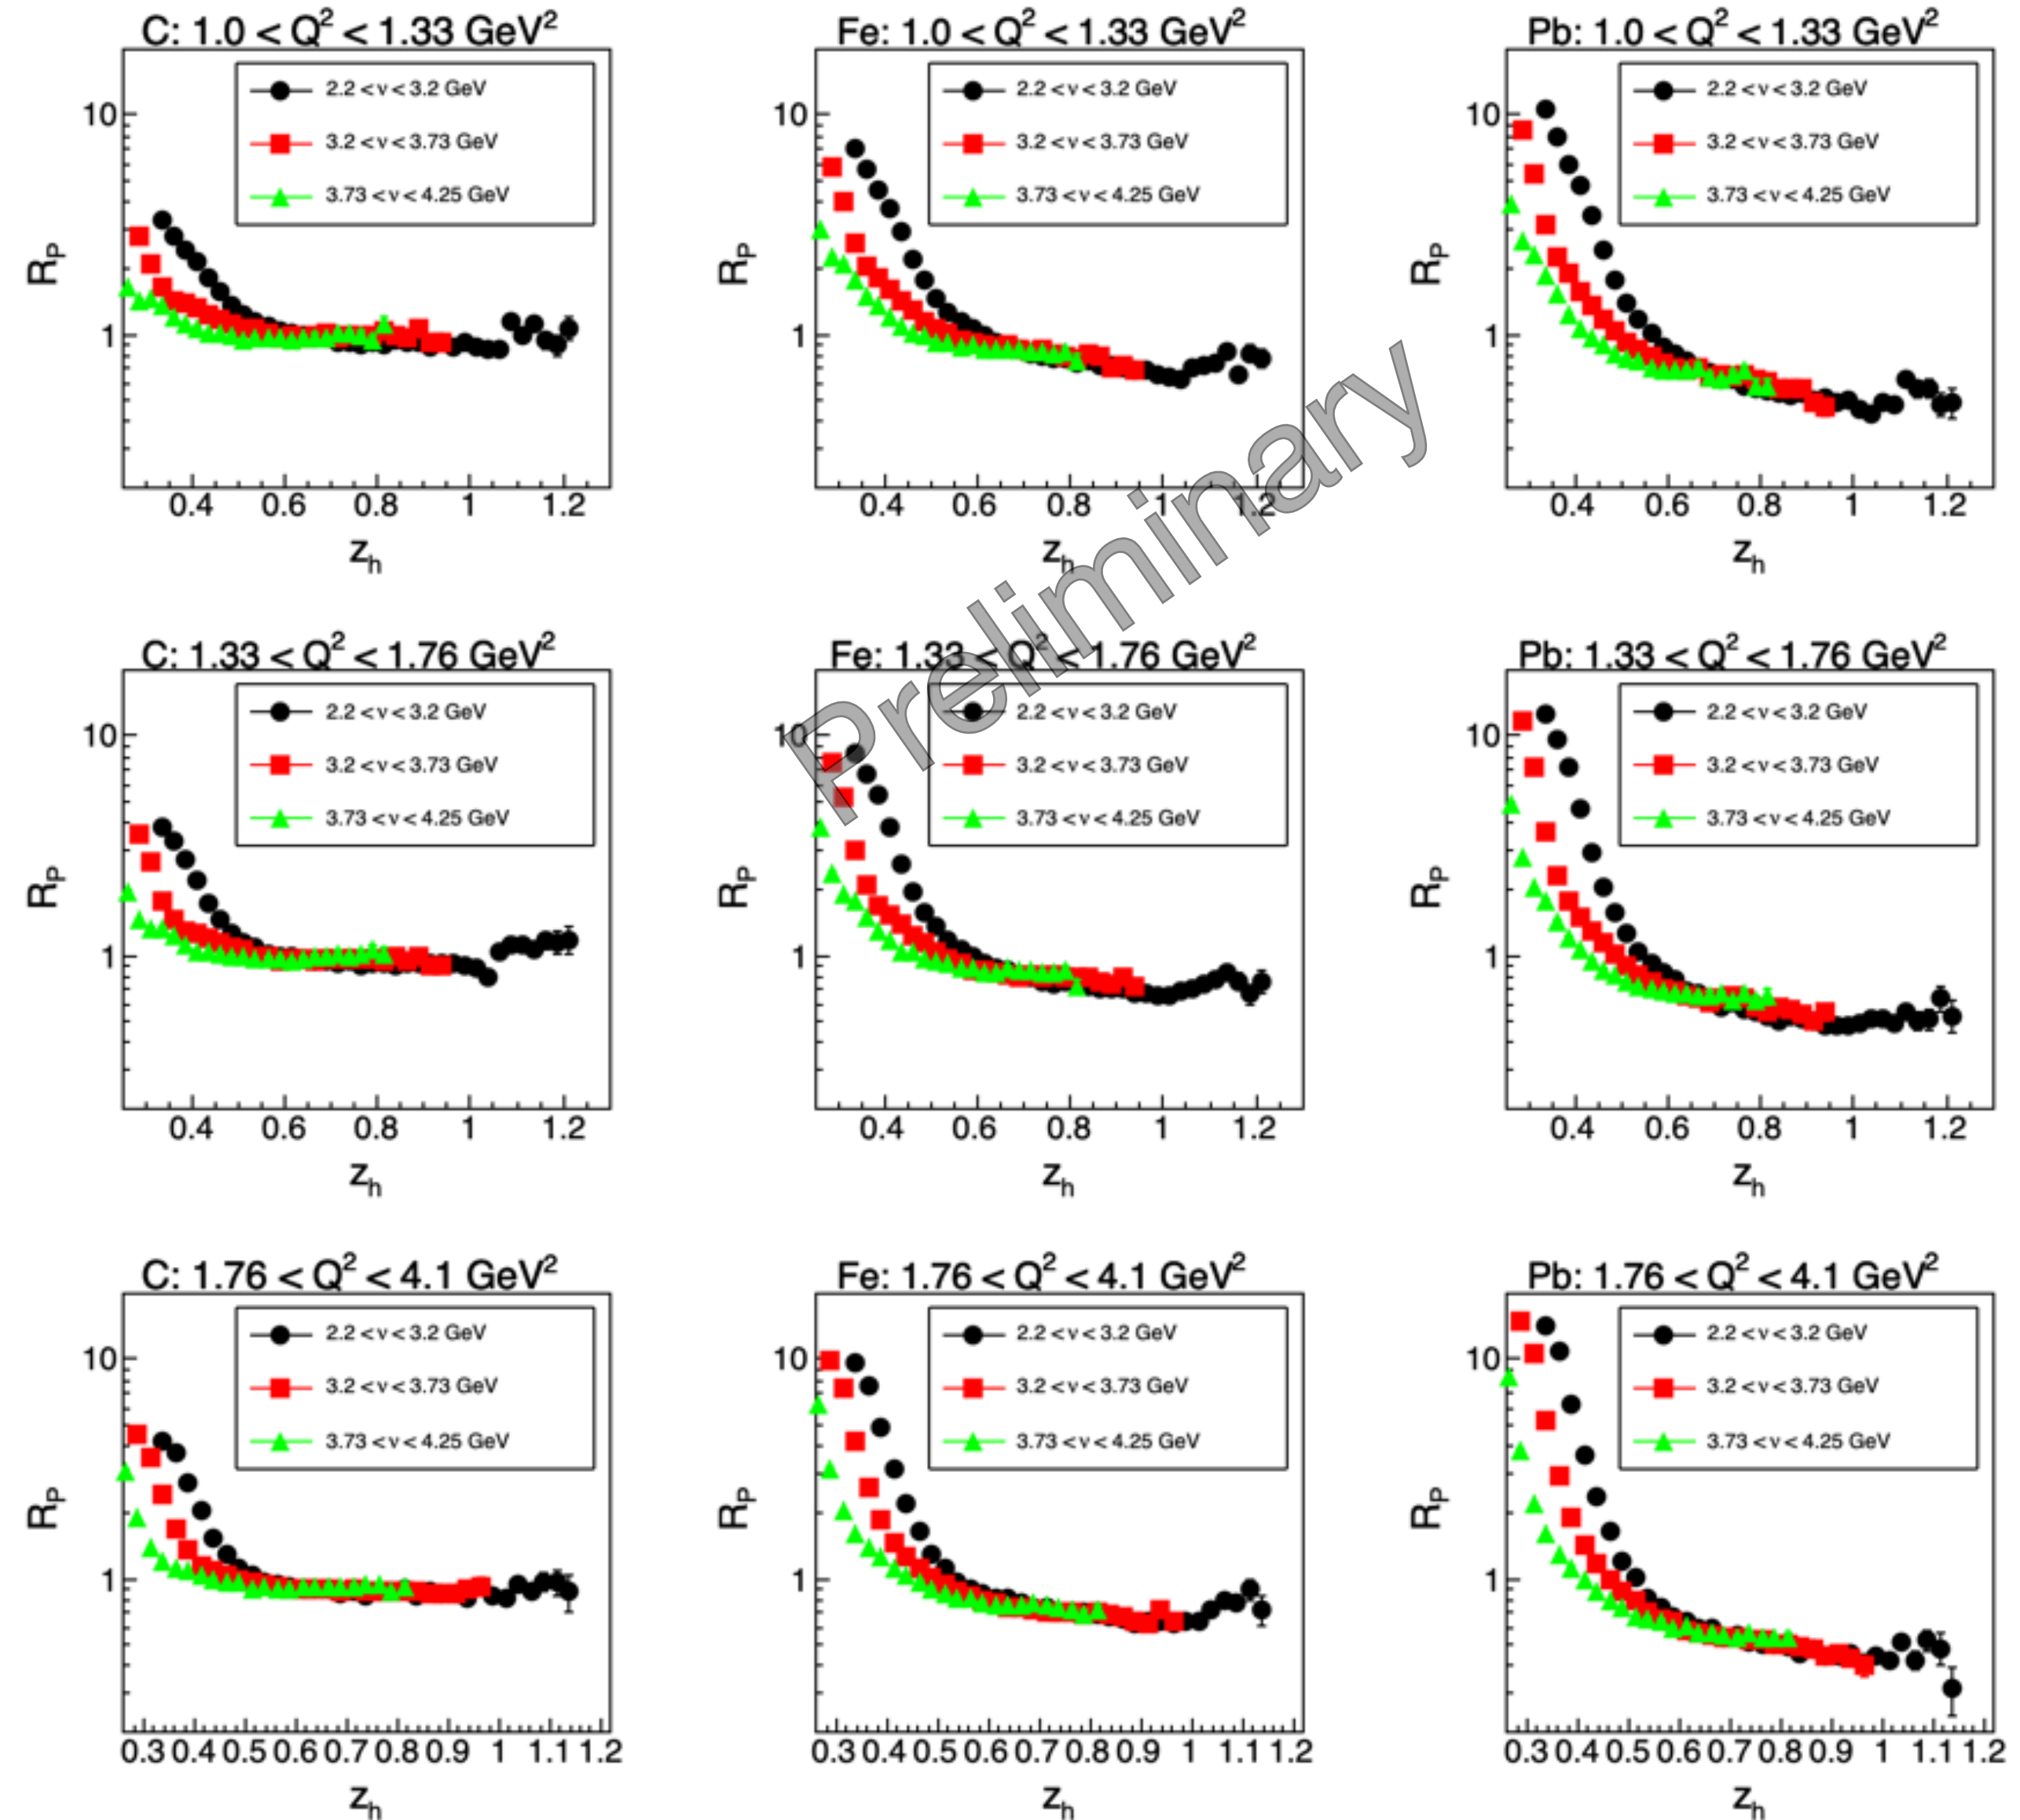 C: 1.0 < Q² < 1.33 GeV²
2.2 < ν < 3.2 GeV
3.2 < ν < 3.73 GeV
3.73 < ν < 4.25 GeV
10
1
R_P
0.4 0.6 0.8 1 1.2
z_h
Fe: 1.0 < Q² < 1.33 GeV²
2.2 < ν < 3.2 GeV
3.2 < ν < 3.73 GeV
3.73 < ν < 4.25 GeV
10
1
R_P
0.4 0.6 0.8 1 1.2
z_h
Pb: 1.0 < Q² < 1.33 GeV²
2.2 < ν < 3.2 GeV
3.2 < ν < 3.73 GeV
3.73 < ν < 4.25 GeV
10
1
R_P
0.4 0.6 0.8 1 1.2
z_h
Preliminary
C: 1.33 < Q² < 1.76 GeV²
2.2 < ν < 3.2 GeV
3.2 < ν < 3.73 GeV
3.73 < ν < 4.25 GeV
10
1
R_P
0.4 0.6 0.8 1 1.2
z_h
Fe: 1.33 < Q² < 1.76 GeV²
2.2 < ν < 3.2 GeV
3.2 < ν < 3.73 GeV
3.73 < ν < 4.25 GeV
10
1
R_P
0.4 0.6 0.8 1 1.2
z_h
Pb: 1.33 < Q² < 1.76 GeV²
2.2 < ν < 3.2 GeV
3.2 < ν < 3.73 GeV
3.73 < ν < 4.25 GeV
10
1
R_P
0.4 0.6 0.8 1 1.2
z_h
C: 1.76 < Q² < 4.1 GeV²
2.2 < ν < 3.2 GeV
3.2 < ν < 3.73 GeV
3.73 < ν < 4.25 GeV
10
1
R_P
0.3 0.4 0.5 0.6 0.7 0.8 0.9 1 1.1 1.2
z_h
Fe: 1.76 < Q² < 4.1 GeV²
2.2 < ν < 3.2 GeV
3.2 < ν < 3.73 GeV
3.73 < ν < 4.25 GeV
10
1
R_P
0.3 0.4 0.5 0.6 0.7 0.8 0.9 1 1.1 1.2
z_h
Pb: 1.76 < Q² < 4.1 GeV²
2.2 < ν < 3.2 GeV
3.2 < ν < 3.73 GeV
3.73 < ν < 4.25 GeV
10
1
R_P
0.3 0.4 0.5 0.6 0.7 0.8 0.9 1 1.1 1.2
z_h